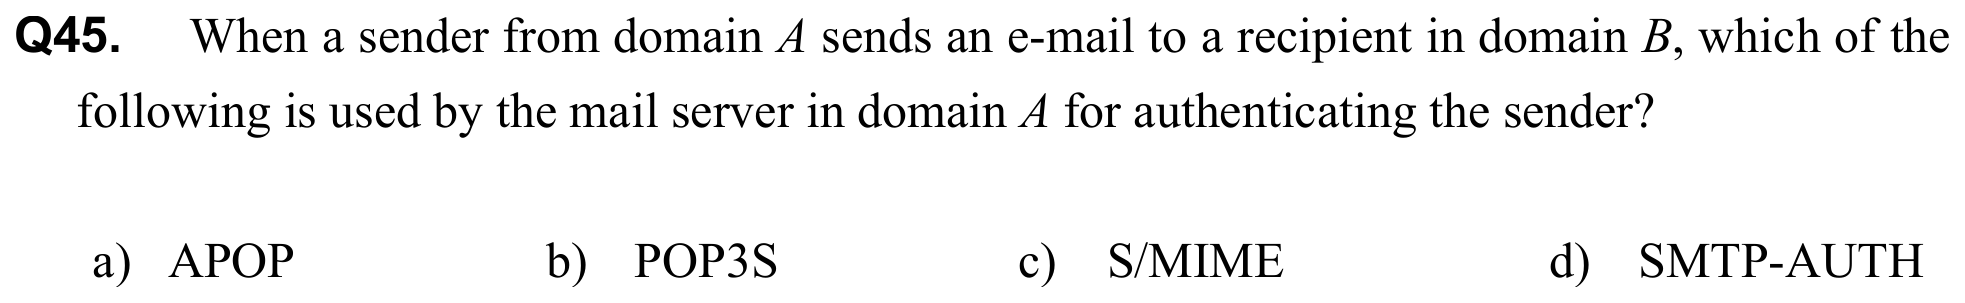 Q45. When a sender from domain A sends an e-mail to a recipient in domain B, which of the
following is used by the mail server in domain A for authenticating the sender?
a) APOP b) POP3S c) S/MIME d) SMTP-AUTH